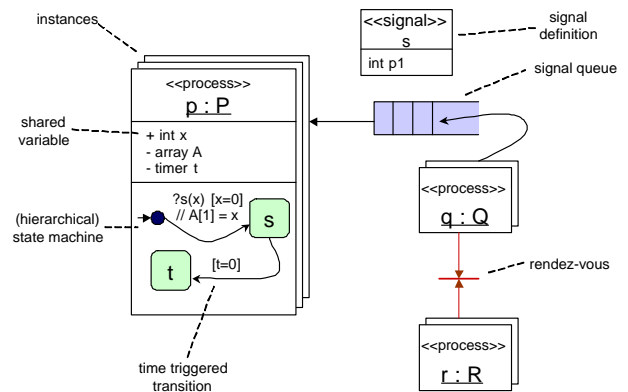 instances
<<signal>>
s
int p1
signal
definition
signal queue
<<process>>
p : P
shared
variable
+ int x
- array A
- timer t
(hierarchical)
state machine
?s(x) [x=0]
// A[1] = x
s
t
[t=0]
time triggered
transition
<<process>>
q : Q
rendez-vous
<<process>>
r : R